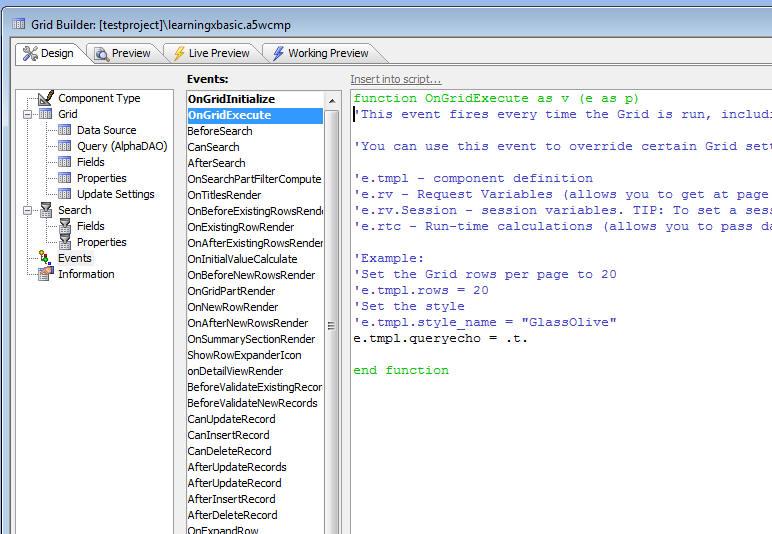 Grid Builder: [testproject]\learningxbasic.a5wcmp
Design
Preview
Live Preview
Working Preview
Component Type
Grid
Data Source
Query (AlphaDAO)
Fields
Properties
Update Settings
Search
Fields
Properties
Events
Information
Events:
OnGridInitialize
OnGridExecute
BeforeSearch
CanSearch
AfterSearch
OnSearchPartFilterCompute
OnTitlesRender
OnBeforeExistingRowsRende
OnExistingRowRender
OnAfterExistingRowsRender
OnInitialValueCalculate
OnBeforeNewRowsRender
OnGridPartRender
OnNewRowRender
OnAfterNewRowsRender
OnSummarySectionRender
ShowRowExpanderIcon
onDetailViewRender
BeforeValidateExistingRecor
BeforeValidateNewRecords
CanUpdateRecord
CanInsertRecord
CanDeleteRecord
AfterUpdateRecords
AfterUpdateRecord
AfterInsertRecord
AfterDeleteRecord
OnExpandRow
Insert into script...
function OnGridExecute as v (e as p)
'This event fires every time the Grid is run, includi
'You can use this event to override certain Grid sett
'e.tmpl - component definition
'e.rv - Request Variables (allows you to get at page
'e.rv.Session - session variables. TIP: To set a sess
'e.rtc - Run-time calculations (allows you to pass da
'Example:
'Set the Grid rows per page to 20
'e.tmpl.rows = 20
'Set the style
'e.tmpl.style_name = "GlassOlive"
e.tmpl.queryecho = .t.
end function